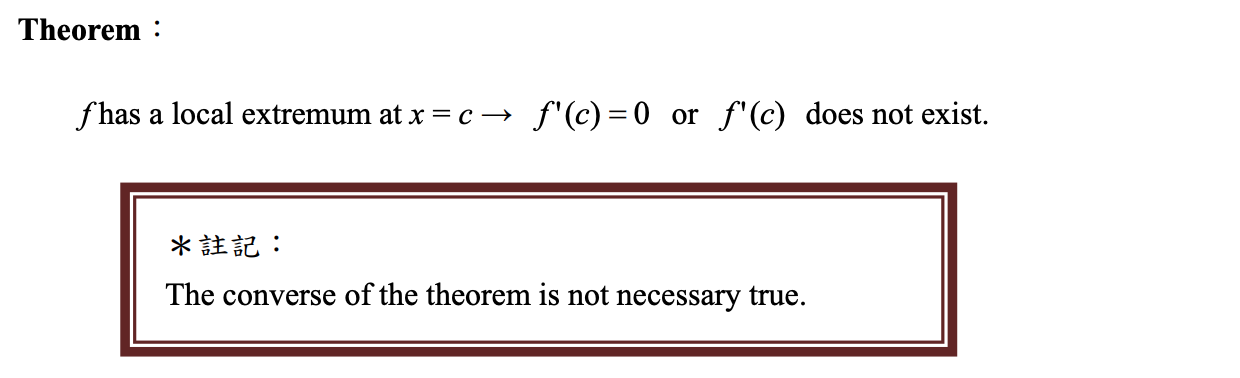 Theorem：
f has a local extremum at x = c → f'(c) = 0 or f'(c) does not exist.
＊註記：
The converse of the theorem is not necessary true.